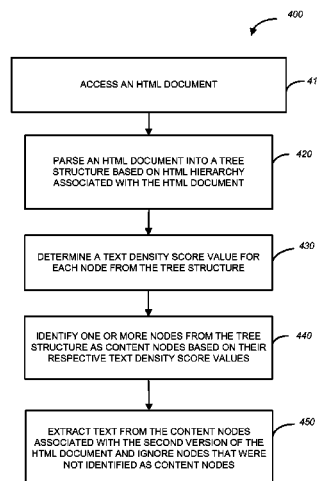 400
ACCESS AN HTML DOCUMENT
41
PARSE AN HTML DOCUMENT INTO A TREE
STRUCTURE BASED ON HTML HIERARCHY
ASSOCIATED WITH THE HTML DOCUMENT
420
DETERMINE A TEXT DENSITY SCORE VALUE FOR
EACH NODE FROM THE TREE STRUCTURE
430
IDENTIFY ONE OR MORE NODES FROM THE TREE
STRUCTURE AS CONTENT NODES BASED ON THEIR
RESPECTIVE TEXT DENSITY SCORE VALUES
440
EXTRACT TEXT FROM THE CONTENT NODES
ASSOCIATED WITH THE SECOND VERSION OF THE
HTML DOCUMENT AND IGNORE NODES THAT WERE
NOT IDENTIFIED AS CONTENT NODES
450